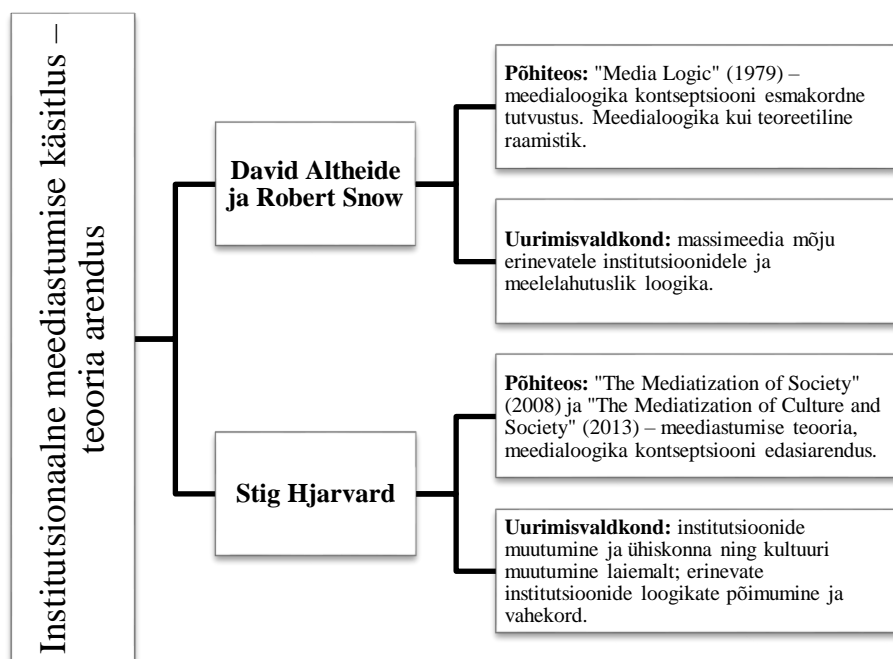 Institutsionaalne meediastumise käsitlus –
teooria arendus
David Altheide
ja Robert Snow
Põhiteos: "Media Logic" (1979) –
meedialoogika kontseptsiooni esmakordne
tutvustus. Meedialoogika kui teoreetiline
raamistik.
Uurimisvaldkond: massimeedia mõju
erinevatele institutsioonidele ja
meelelahutuslik loogika.
Stig Hjarvard
Põhiteos: "The Mediatization of Society"
(2008) ja "The Mediatization of Culture and
Society" (2013) – meediastumise teooria,
medialoogika kontseptsiooni edasiarendus.
Uurimisvaldkond: institutsioonide
muutumine ja ühiskonna ning kultuuri
muutumine laiemalt; erinevate
institutsioonide loogikate põimumine ja
vahekord.